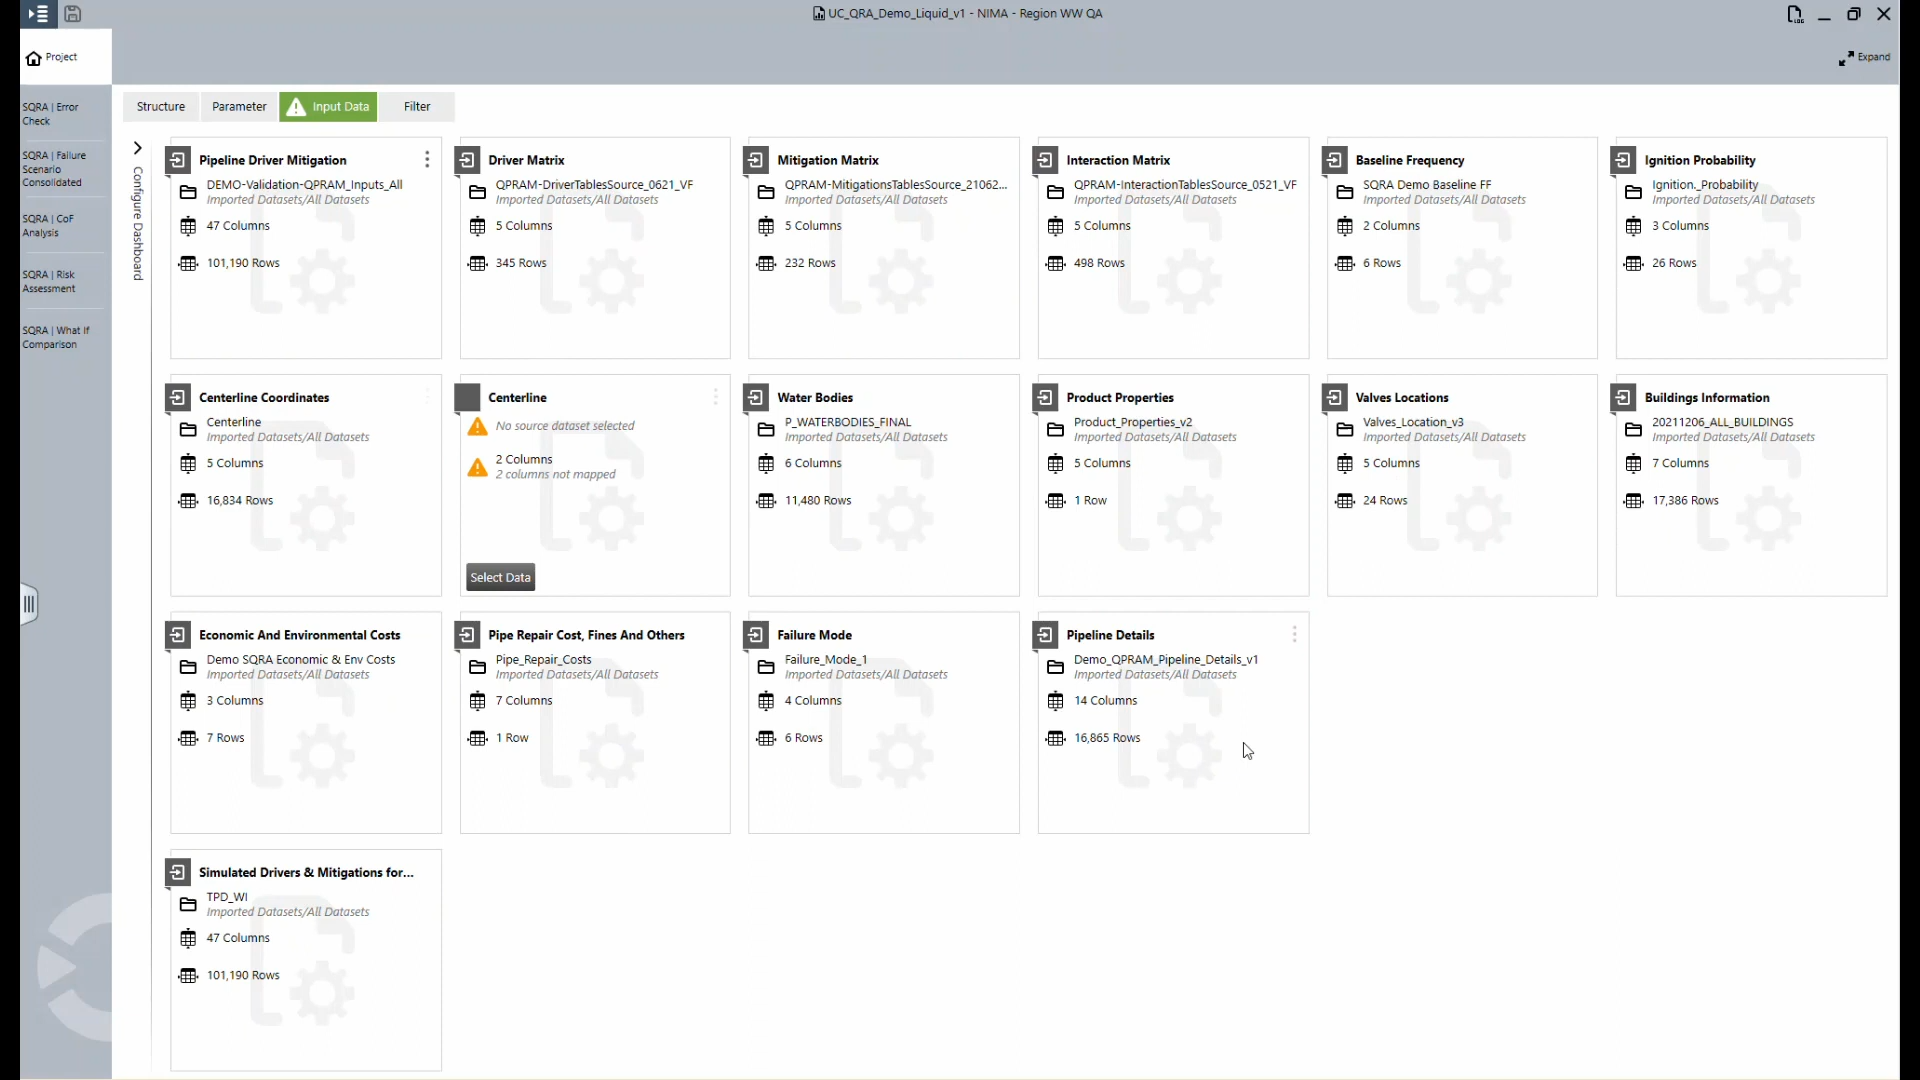 UC_QRA_Demo_Liquid_v1 - NIMA - Region WW QA
Project
Expand
SQRA | Error
Check
SQRA | Failure
Scenario
Consolidated
SQRA | CoF
Analysis
SQRA | Risk
Assessment
SQRA | What If
Comparison
Structure
Parameter
Input Data
Filter
Configure Dashboard
Pipeline Driver Mitigation
DEMO-Validation-QPRAM_Inputs_All
Imported Datasets/All Datasets
47 Columns
101,190 Rows
Driver Matrix
QPRAM-DriverTablesSource_0621_VF
Imported Datasets/All Datasets
5 Columns
345 Rows
Mitigation Matrix
QPRAM-MitigationsTablesSource_21062...
Imported Datasets/All Datasets
5 Columns
232 Rows
Interaction Matrix
QPRAM-InteractionTablesSource_0521_VF
Imported Datasets/All Datasets
5 Columns
498 Rows
Baseline Frequency
SQRA Demo Baseline FF
Imported Datasets/All Datasets
2 Columns
6 Rows
Ignition Probability
Ignition._Probability
Imported Datasets/All Datasets
3 Columns
26 Rows
Centerline Coordinates
Centerline
Imported Datasets/All Datasets
5 Columns
16,834 Rows
Centerline
No source dataset selected
2 Columns
2 columns not mapped
Select Data
Water Bodies
P_WATERBODIES_FINAL
Imported Datasets/All Datasets
6 Columns
11,480 Rows
Product Properties
Product_Properties_v2
Imported Datasets/All Datasets
5 Columns
1 Row
Valves Locations
Valves_Location_v3
Imported Datasets/All Datasets
5 Columns
24 Rows
Buildings Information
20211206_ALL_BUILDINGS
Imported Datasets/All Datasets
7 Columns
17,386 Rows
Economic And Environmental Costs
Demo SQRA Economic & Env Costs
Imported Datasets/All Datasets
3 Columns
7 Rows
Pipe Repair Cost, Fines And Others
Pipe_Repair_Costs
Imported Datasets/All Datasets
7 Columns
1 Row
Failure Mode
Failure_Mode_1
Imported Datasets/All Datasets
4 Columns
6 Rows
Pipeline Details
Demo_QPRAM_Pipeline_Details_v1
Imported Datasets/All Datasets
14 Columns
16,865 Rows
Simulated Drivers & Mitigations for...
TPD_WI
Imported Datasets/All Datasets
47 Columns
101,190 Rows